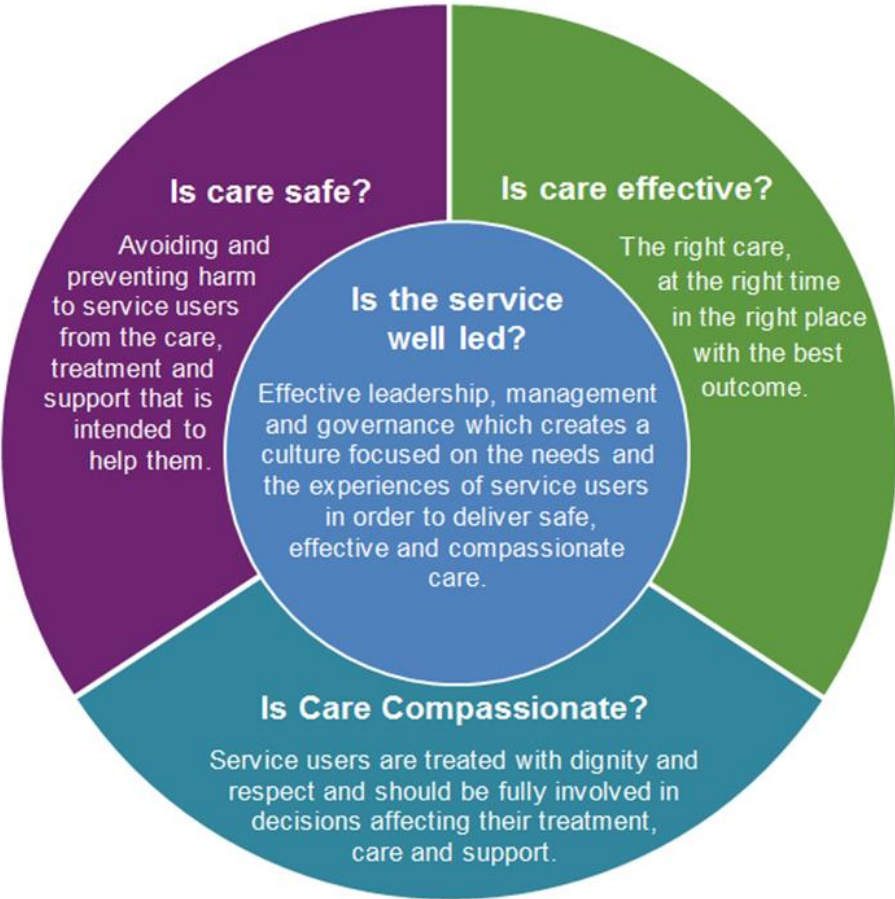 Is care safe?
Avoiding and
preventing harm
to service users
from the care,
treatment and
support that is
intended to
help them.
Is care effective?
The right care,
at the right time
in the right place
with the best
outcome.
Is the service
well led?
Effective leadership, management
and governance which creates a
culture focused on the needs and
the experiences of service users
in order to deliver safe,
effective and compassionate
care.
Is Care Compassionate?
Service users are treated with dignity and
respect and should be fully involved in
decisions affecting their treatment,
care and support.